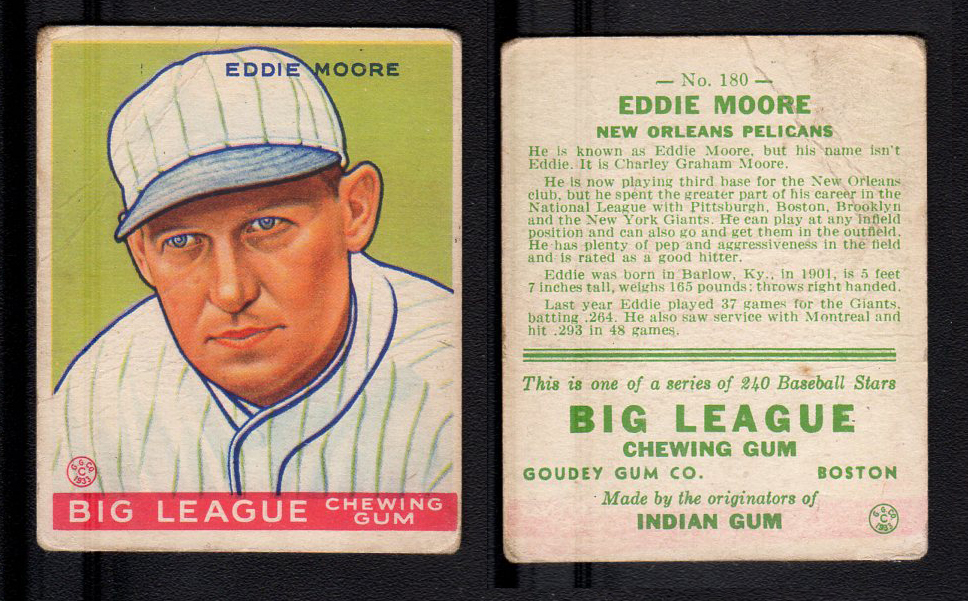 EDDIE MOORE
G.G.Co.
C
1933
BIG LEAGUE CHEWING GUM
— No. 180 —
EDDIE MOORE
NEW ORLEANS PELICANS
He is known as Eddie Moore, but his name isn't
Eddie. It is Charley Graham Moore.
He is now playing third base for the New Orleans
club, but he spent the greater part of his career in the
National League with Pittsburgh, Boston, Brooklyn
and the New York Giants. He can play at any infield
position and can also go and get them in the outfield.
He has plenty of pep and aggressiveness in the field
and is rated as a good hitter.
Eddie was born in Barlow, Ky., in 1901, is 5 feet
7 inches tall, weighs 165 pounds; throws right handed.
Last year Eddie played 37 games for the Giants,
batting .264. He also saw service with Montreal and
hit .293 in 48 games.
This is one of a series of 240 Baseball Stars
BIG LEAGUE
CHEWING GUM
GOUDEY GUM CO. BOSTON
Made by the originators of
INDIAN GUM
G.G.Co.
C
1933